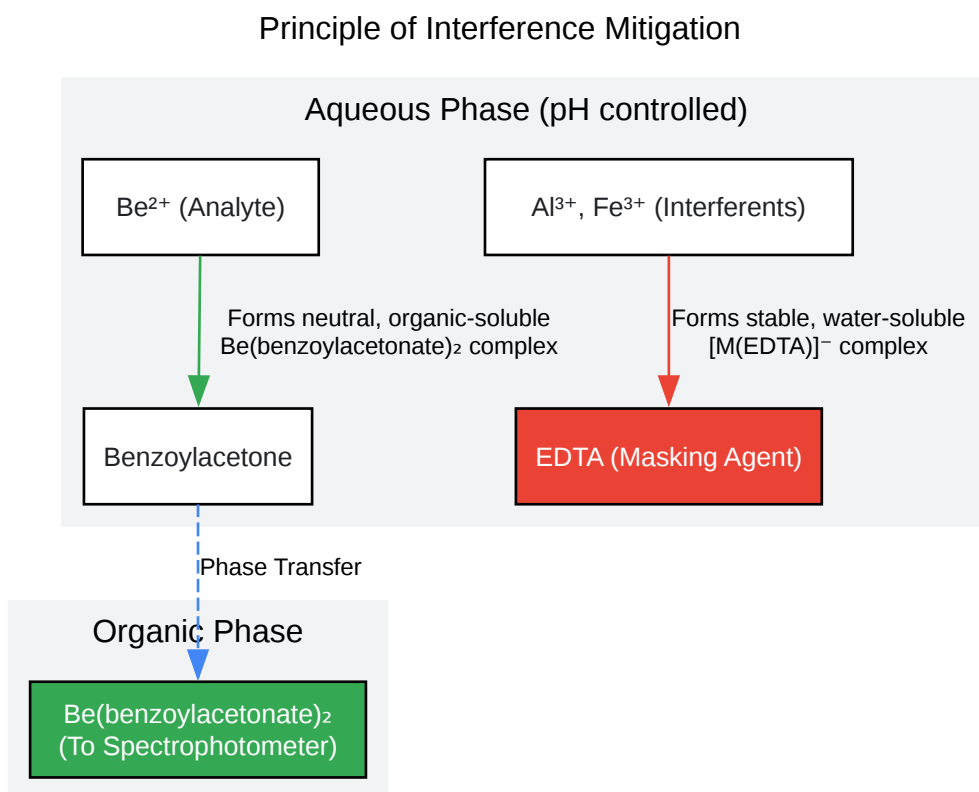 Principle of Interference Mitigation
Aqueous Phase (pH controlled)
Be²⁺ (Analyte)
Al³⁺, Fe³⁺ (Interferents)
Forms neutral, organic-soluble
Be(benzoylacetonate)₂ complex
Forms stable, water-soluble
[M(EDTA)]⁻ complex
Benzoylacetone
EDTA (Masking Agent)
Phase Transfer
Organic Phase
Be(benzoylacetonate)₂
(To Spectrophotometer)